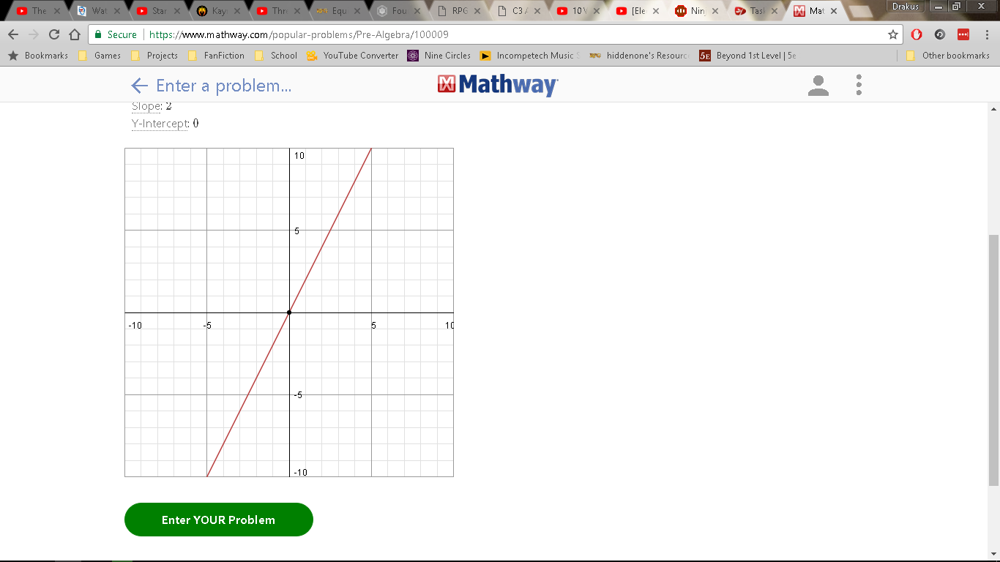 The Wat Star Kay Thr Equ Fou RPG C3 10 [Ele Nin Task Mat Drakus
Secure https://www.mathway.com/popular-problems/Pre-Algebra/100009
Bookmarks Games Projects FanFiction School YouTube Converter Nine Circles Incompetech Music hiddenone's Resourc Beyond 1st Level | 5e Other bookmarks
Enter a problem... Mathway
Slope: 2
Y-Intercept: 0
10
5
-10 -5 5 10
-5
-10
Enter YOUR Problem